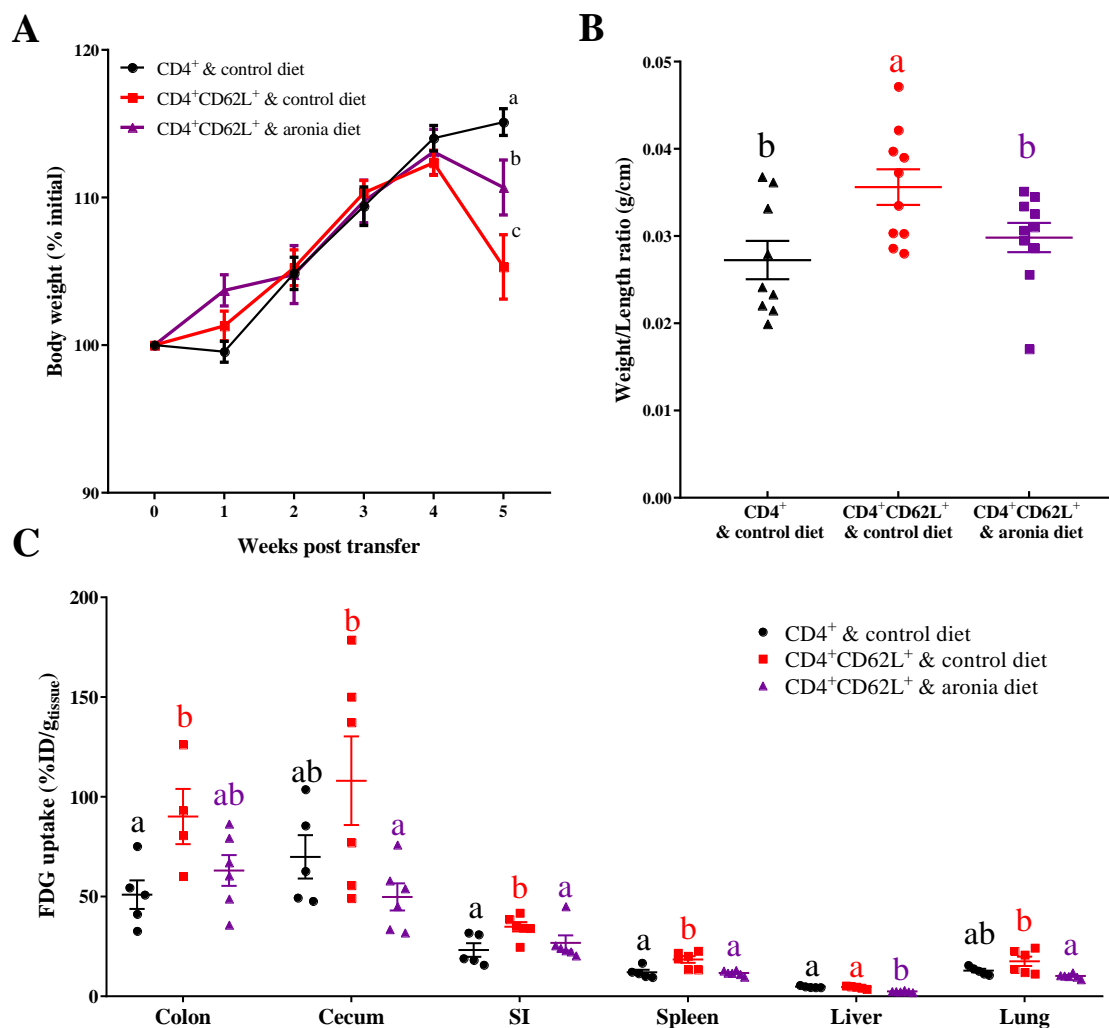 A
120
110
100
90
Body weight (% initial)
CD4+ & control diet
CD4+CD62L+ & control diet
CD4+CD62L+ & aronia diet
a
b
c
0 1 2 3 4 5
Weeks post transfer
B
0.05
0.04
0.03
0.02
0.01
0.00
Weight/Length ratio (g/cm)
b a b
CD4+ CD4+CD62L+ CD4+CD62L+
& control diet & control diet & aronia diet
C
200
150
100
50
0
FDG uptake (%ID/gtissue)
CD4+ & control diet
CD4+CD62L+ & control diet
CD4+CD62L+ & aronia diet
a b ab ab b a a b a a b a a a b ab b a
Colon Cecum SI Spleen Liver Lung